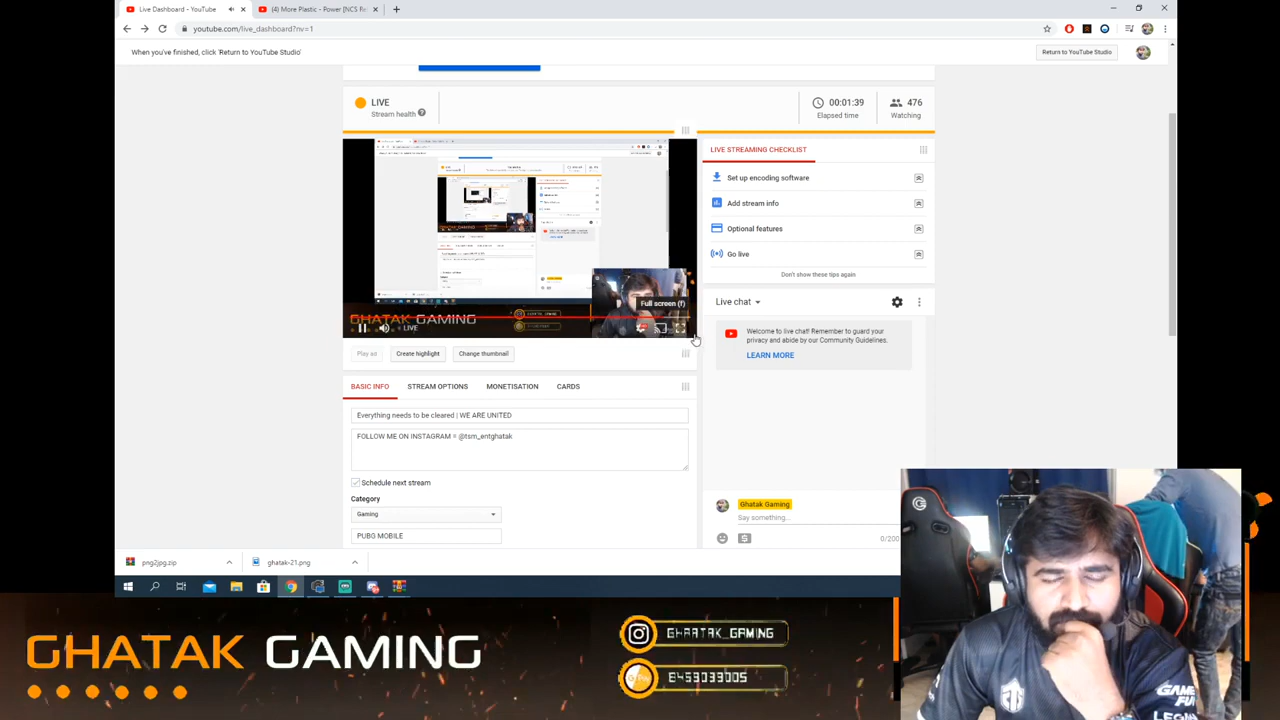 Live Dashboard - YouTube
(4) More Plastic - Power [NCS Re
youtube.com/live_dashboard?nv=1
When you've finished, click 'Return to YouTube Studio'
Return to YouTube Studio
LIVE
Stream health
00:01:39
Elapsed time
476
Watching
LIVE STREAMING CHECKLIST
Set up encoding software
Add stream info
Optional features
Go live
Don't show these tips again
Full screen (f)
GHATAK GAMING
LIVE
Play ad
Create highlight
Change thumbnail
Live chat
Welcome to live chat! Remember to guard your
privacy and abide by our Community Guidelines.
LEARN MORE
BASIC INFO
STREAM OPTIONS
MONETISATION
CARDS
Everything needs to be cleared | WE ARE UNITED
FOLLOW ME ON INSTAGRAM = @tsm_entghatak
Schedule next stream
Category
Gaming
PUBG MOBILE
Ghatak Gaming
Say something...
0/200
png2jpg.zip
ghatak-21.png
GHATAK GAMING
GHAATAK_GAMING
8459039005